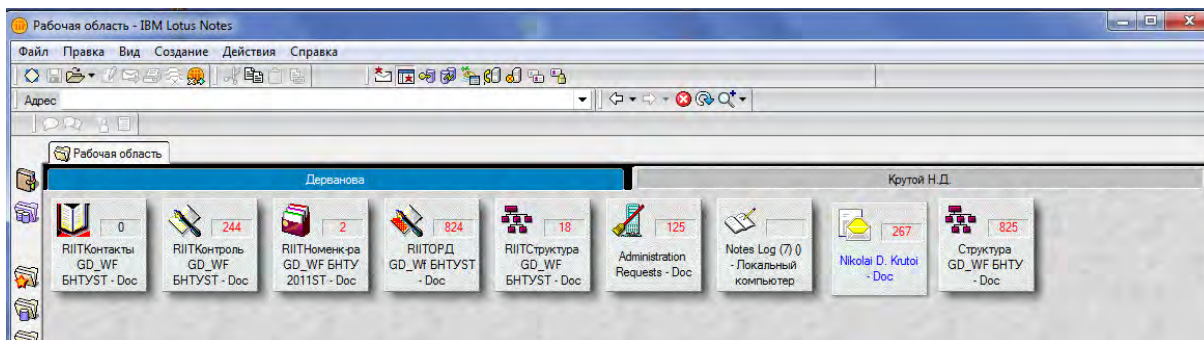 Рабочая область - IBM Lotus Notes
Файл Правка Вид Создание Действия Справка
Адрес
Рабочая область
Дерванова
Крутой Н.Д.
0
RIITКонтакты
GD_WF
БНТУST - Doc
244
RIITКонтроль
GD_WF
БНТУST - Doc
2
RIITНоменк-ра
GD_WF БНТУ
2011ST - Doc
824
RIITОРД
GD_WF БНТУST
- Doc
18
RIITСтруктура
GD_WF
БНТУST - Doc
125
Administration
Requests - Doc
Notes Log (7) ()
- Локальный
компьютер
267
Nikolai D. Krutoi
- Doc
825
Структура
GD_WF БНТУ
- Doc